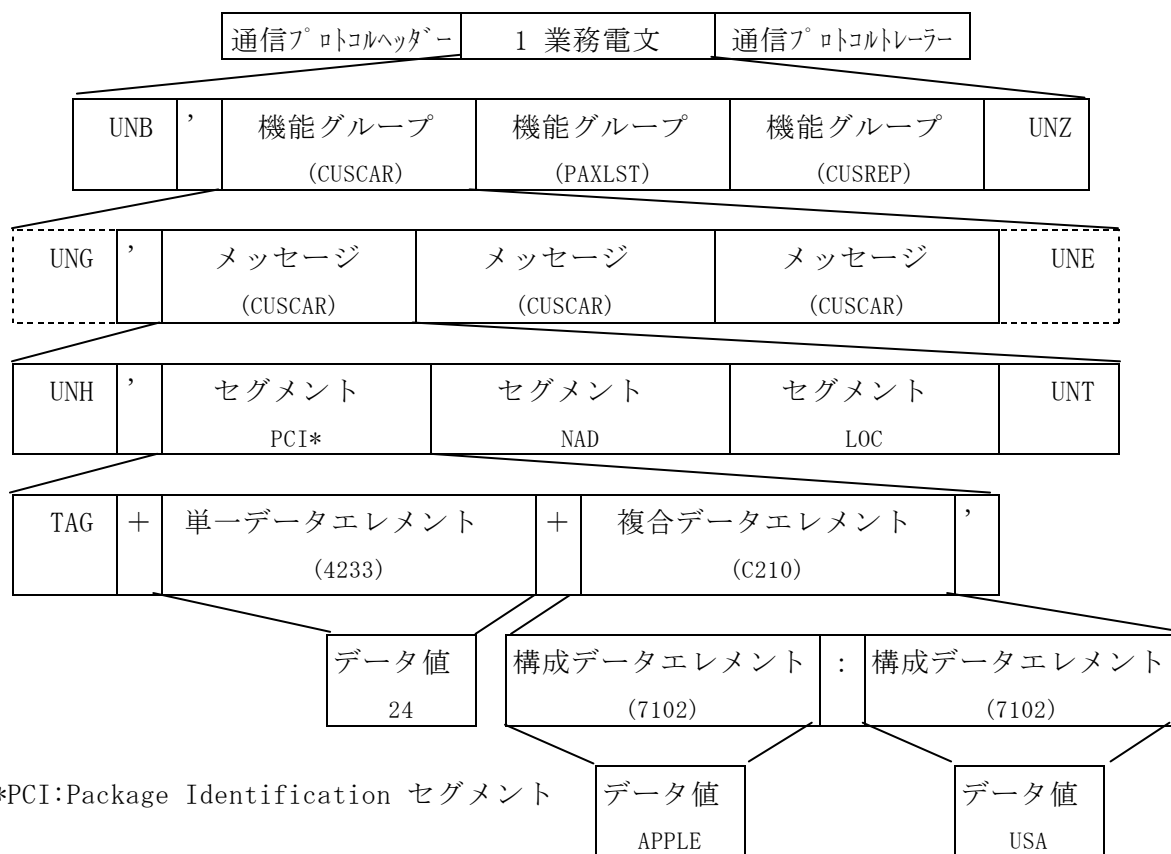 通信ﾌﾟﾛﾄｺﾙﾍｯﾀﾞｰ 1 業務電文 通信ﾌﾟﾛﾄｺﾙﾄﾚｰﾗｰ
UNB ’ 機能グループ 機能グループ 機能グループ UNZ
(CUSCAR) (PAXLST) (CUSREP)
UNG ’ メッセージ メッセージ メッセージ UNE
(CUSCAR) (CUSCAR) (CUSCAR)
UNH ’ セグメント セグメント セグメント UNT
PCI* NAD LOC
TAG ＋ 単一データエレメント ＋ 複合データエレメント ’
(4233) (C210)
データ値 構成データエレメント : 構成データエレメント
24 (7102) (7102)
*PCI:Package Identification セグメント データ値 データ値
APPLE USA